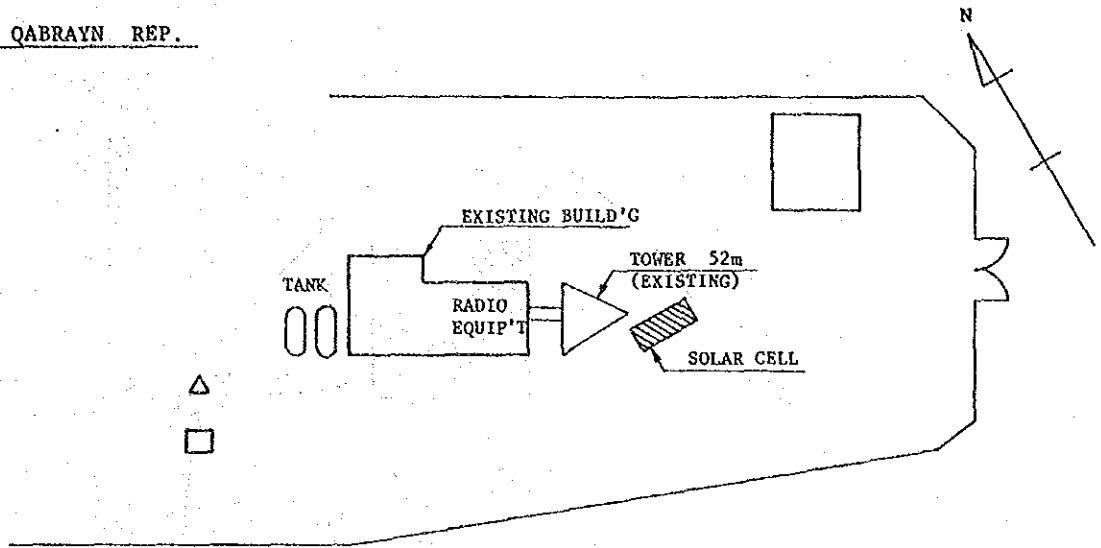 QABRAYN REP.
N
EXISTING BUILD'G
TOWER 52m
(EXISTING)
TANK
RADIO
EQUIP'T
SOLAR CELL